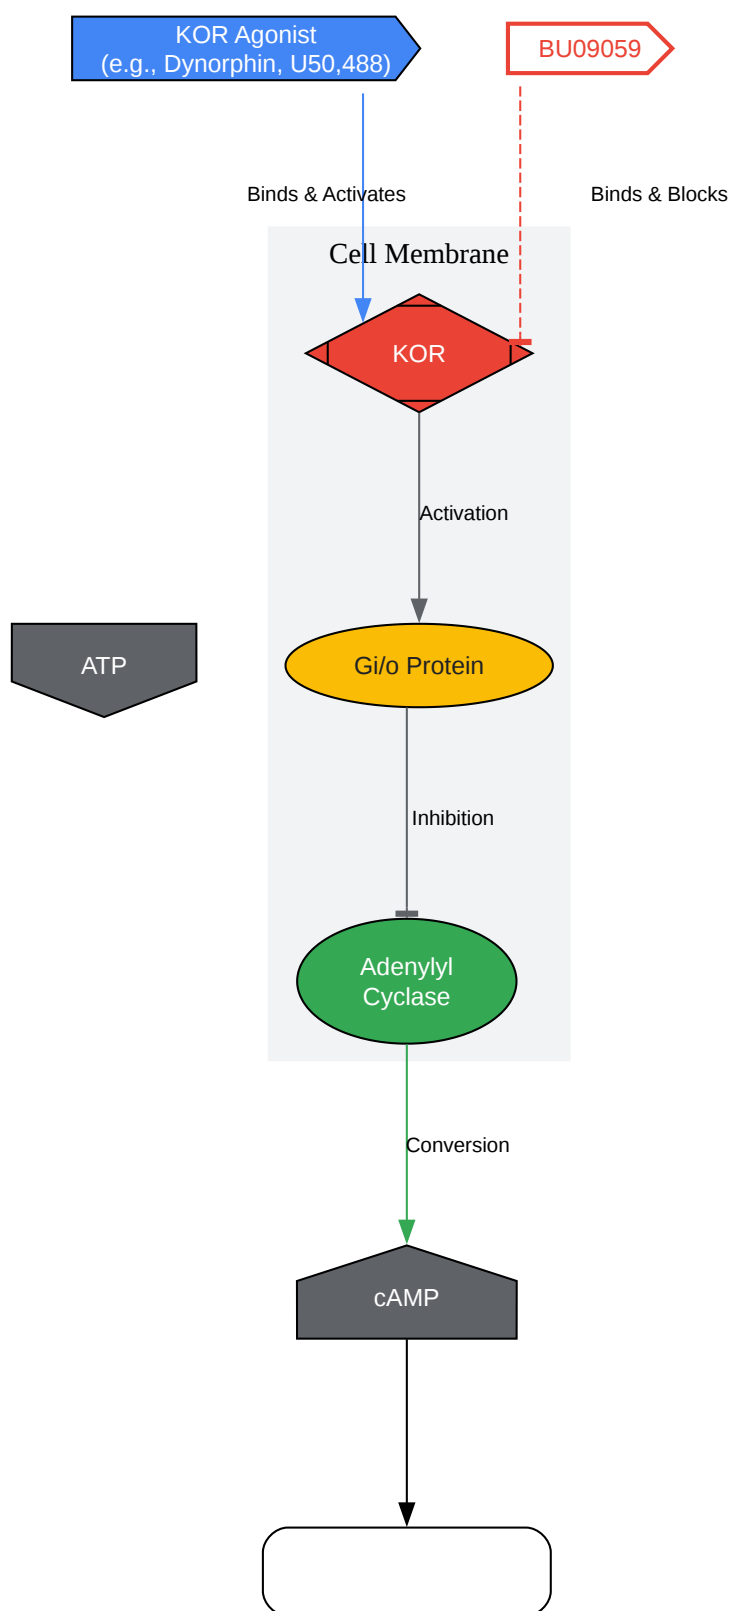 KOR Agonist
(e.g., Dynorphin, U50,488)
BU09059
Binds & Activates
Binds & Blocks
Cell Membrane
KOR
Activation
ATP
Gi/o Protein
Inhibition
Adenylyl
Cyclase
Conversion
cAMP